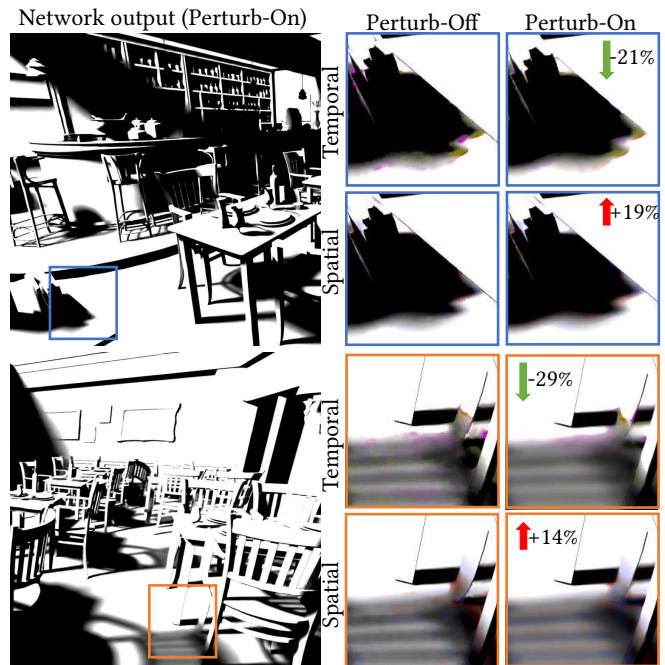 Network output (Perturb-On)
Perturb-Off
Perturb-On
Temporal
-21%
Spatial
+19%
Temporal
-29%
Spatial
+14%